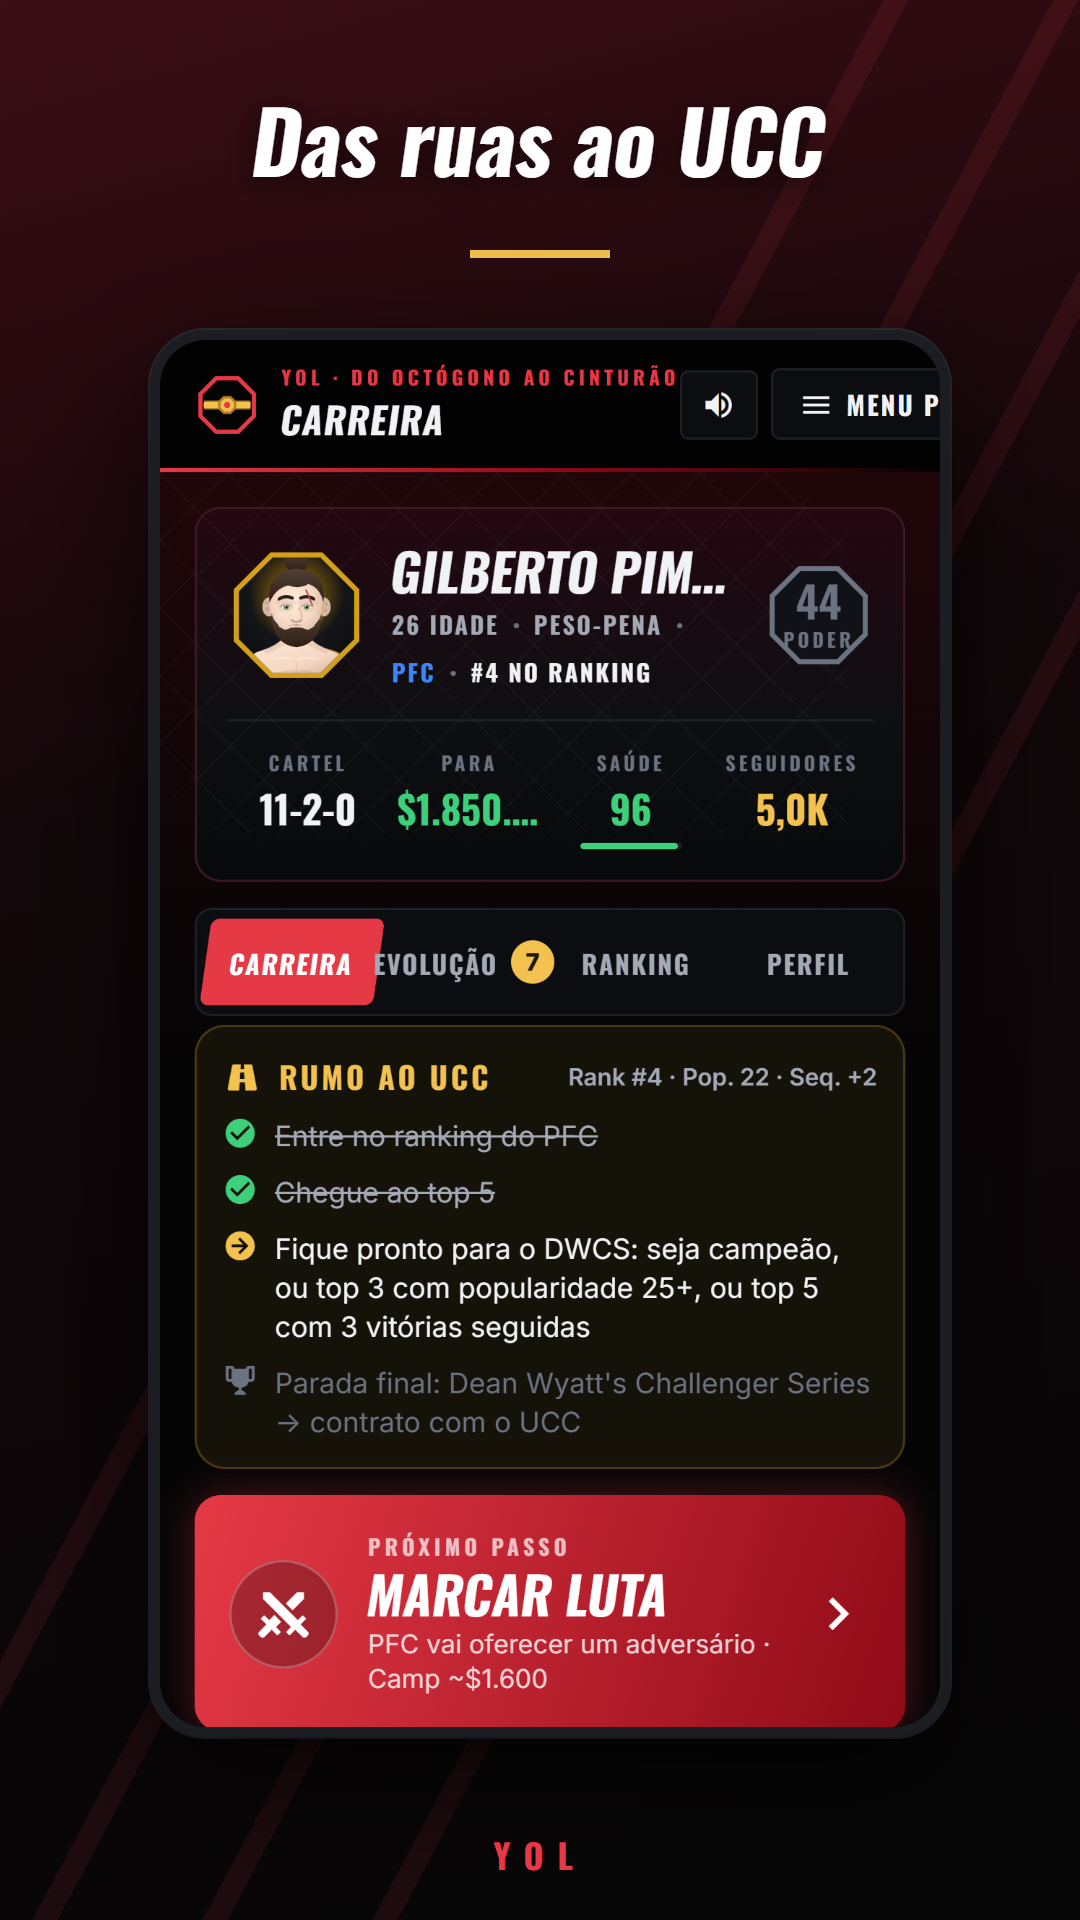 Das ruas ao UCC
YOL · DO OCTÓGONO AO CINTURÃO
CARREIRA
MENU P
GILBERTO PIM...
26 IDADE · PESO-PENA ·
PFC · #4 NO RANKING
44
PODER
CARTEL
11-2-0
PARA
$1.850....
SAÚDE
96
SEGUIDORES
5,0K
CARREIRA
EVOLUÇÃO 7
RANKING
PERFIL
RUMO AO UCC
Rank #4 · Pop. 22 · Seq. +2
Entre no ranking do PFC
Chegue ao top 5
Fique pronto para o DWCS: seja campeão,
ou top 3 com popularidade 25+, ou top 5
com 3 vitórias seguidas
Parada final: Dean Wyatt's Challenger Series
→ contrato com o UCC
PRÓXIMO PASSO
MARCAR LUTA
PFC vai oferecer um adversário ·
Camp ~$1.600
YOL